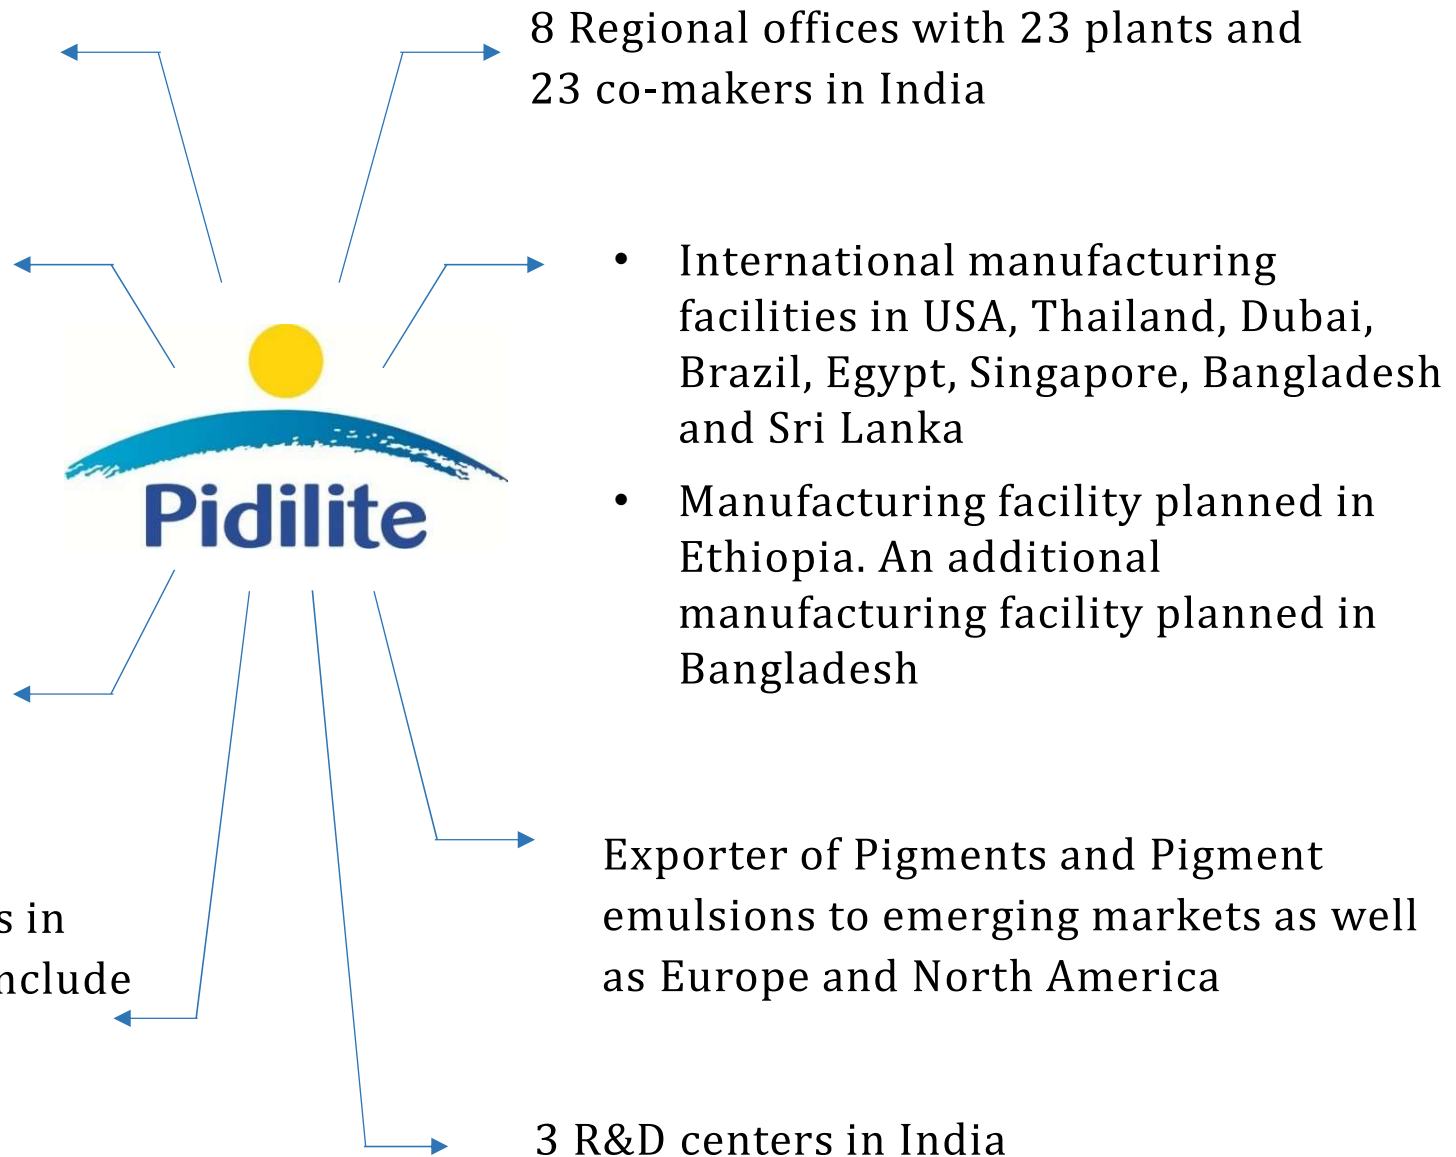 8 Regional offices with 23 plants and
23 co-makers in India
• International manufacturing
facilities in USA, Thailand, Dubai,
Brazil, Egypt, Singapore, Bangladesh
and Sri Lanka
Pidilite
• Manufacturing facility planned in
Ethiopia. An additional
manufacturing facility planned in
Bangladesh
Exporter of Pigments and Pigment
emulsions to emerging markets as well
as Europe and North America
s in
nclude
3 R&D centers in India